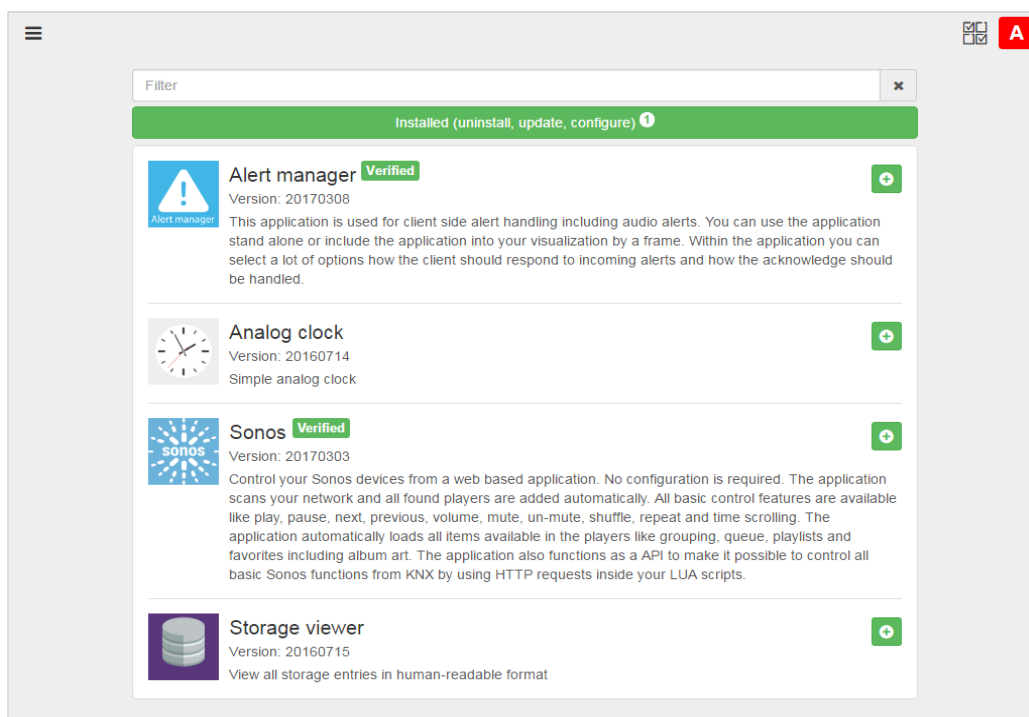 A
Filter
Installed (uninstall, update, configure) 1
Alert manager Verified
Alert manager
Version: 20170308
This application is used for client side alert handling including audio alerts. You can use the application
stand alone or include the application into your visualization by a frame. Within the application you can
select a lot of options how the client should respond to incoming alerts and how the acknowledge should
be handled.
Analog clock
Version: 20160714
Simple analog clock
Sonos Verified
SONOS
Version: 20170303
Control your Sonos devices from a web based application. No configuration is required. The application
scans your network and all found players are added automatically. All basic control features are available
like play, pause, next, previous, volume, mute, un-mute, shuffle, repeat and time scrolling. The
application automatically loads all items available in the players like grouping, queue, playlists and
favorites including album art. The application also functions as a API to make it possible to control all
basic Sonos functions from KNX by using HTTP requests inside your LUA scripts.
Storage viewer
Version: 20160715
View all storage entries in human-readable format